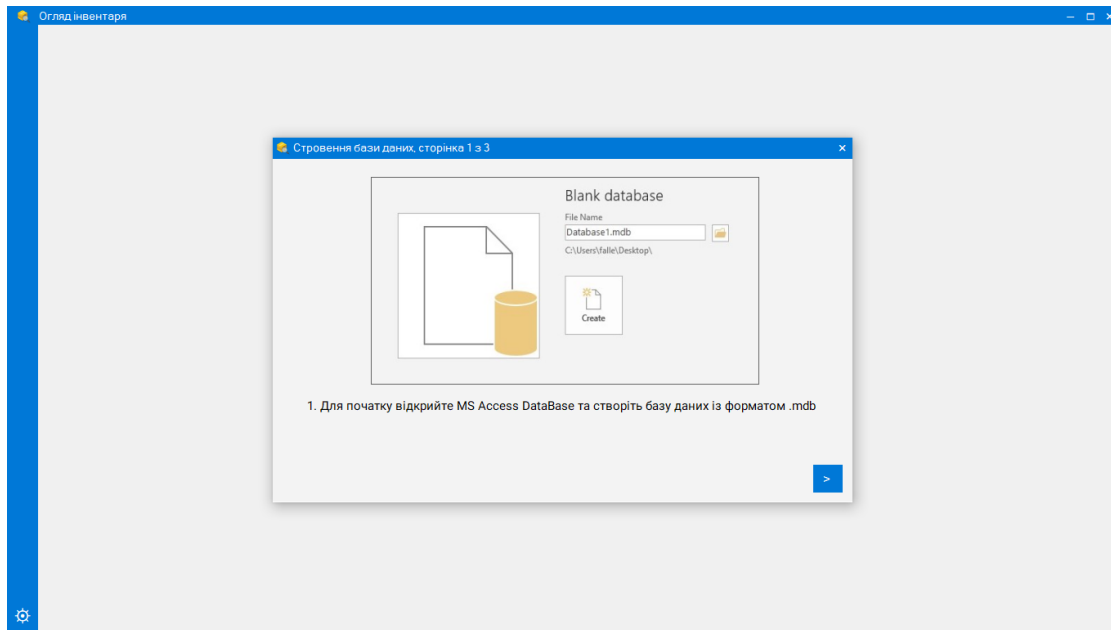 Огляд інвентаря
Стровення бази даних, сторінка 1 з 3
Blank database
File Name
Database1.mdb
C:\Users\falle\Desktop\
Create
1. Для початку відкрийте MS Access DataBase та створіть базу даних із форматом .mdb
>